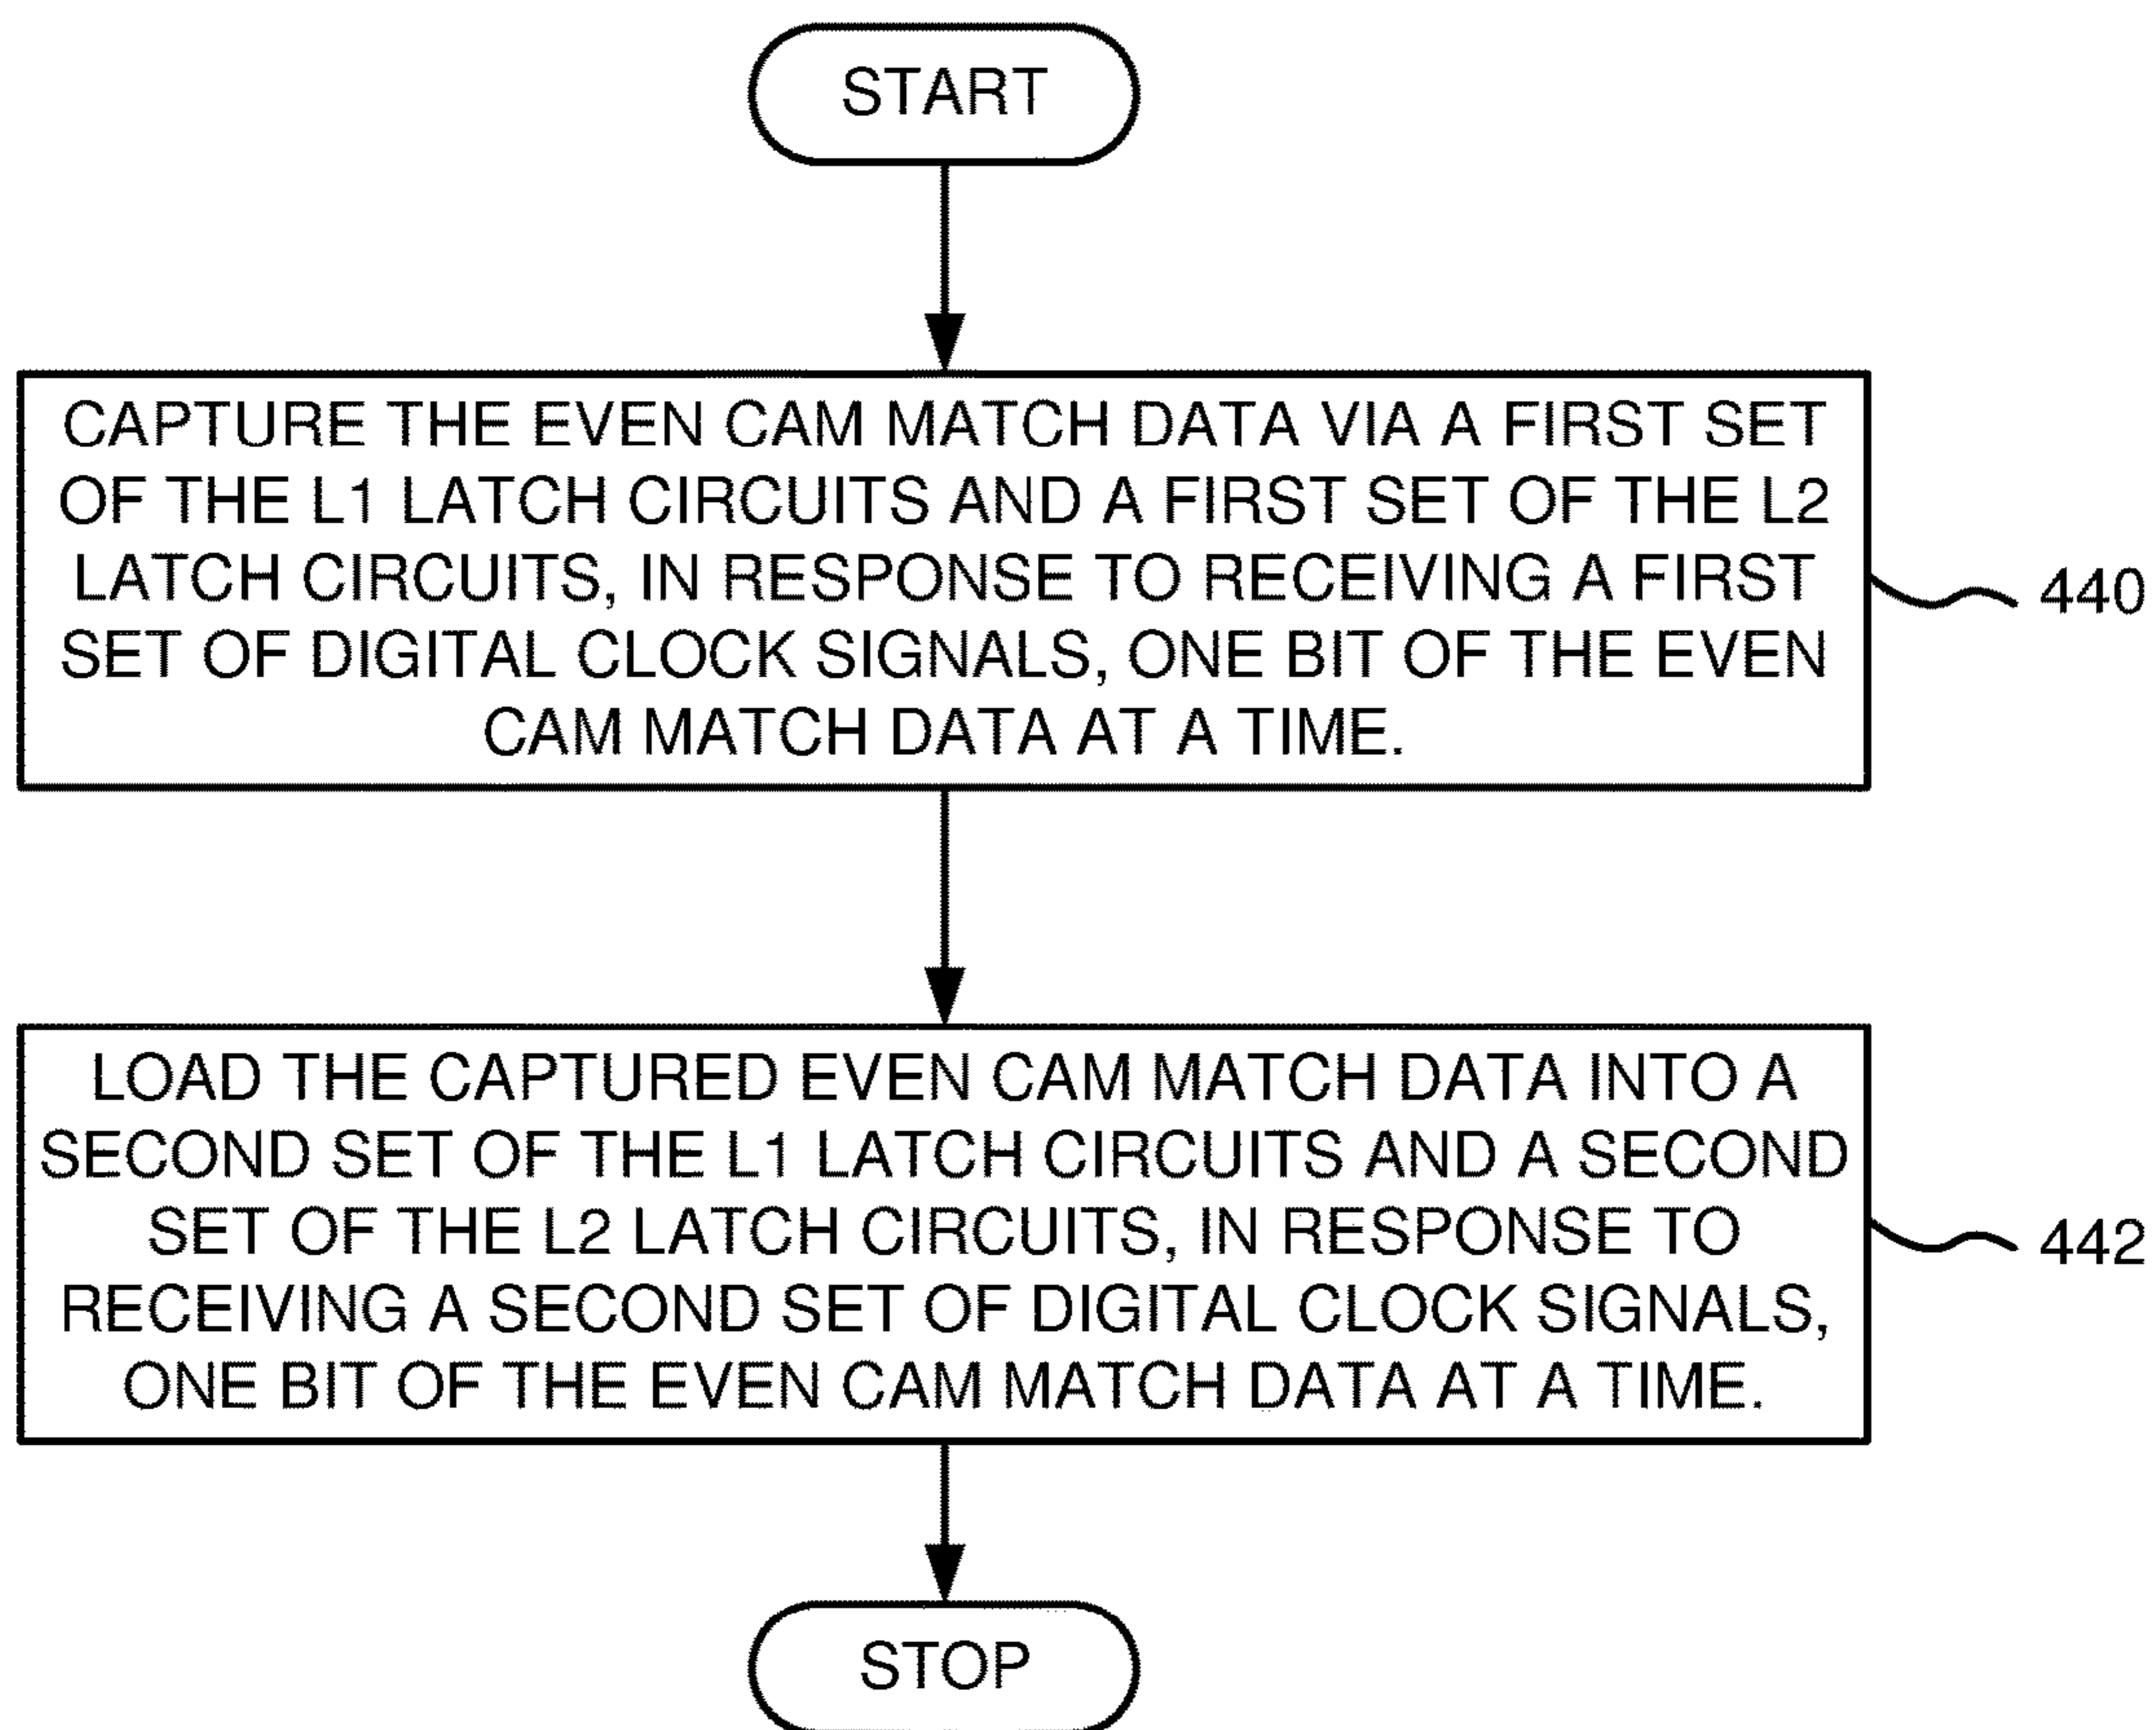 START
CAPTURE THE EVEN CAM MATCH DATA VIA A FIRST SET
OF THE L1 LATCH CIRCUITS AND A FIRST SET OF THE L2
LATCH CIRCUITS, IN RESPONSE TO RECEIVING A FIRST
SET OF DIGITAL CLOCK SIGNALS, ONE BIT OF THE EVEN
CAM MATCH DATA AT A TIME.
440
LOAD THE CAPTURED EVEN CAM MATCH DATA INTO A
SECOND SET OF THE L1 LATCH CIRCUITS AND A SECOND
SET OF THE L2 LATCH CIRCUITS, IN RESPONSE TO
RECEIVING A SECOND SET OF DIGITAL CLOCK SIGNALS,
ONE BIT OF THE EVEN CAM MATCH DATA AT A TIME.
442
STOP